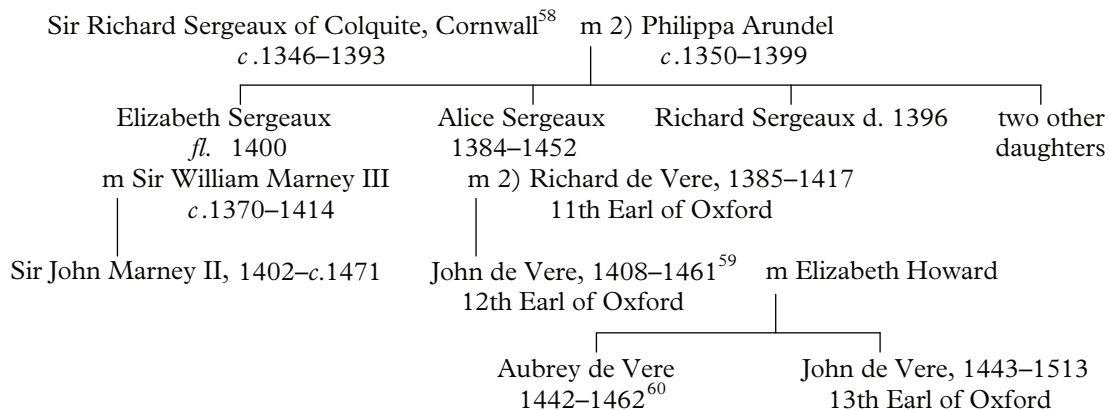 Sir Richard Sergeaux of Colquite, Cornwall58 m 2) Philippa Arundel
c.1346–1393 c.1350–1399
Elizabeth Sergeaux Alice Sergeaux Richard Sergeaux d. 1396 two other
fl. 1400 1384–1452 daughters
m Sir William Marney III m 2) Richard de Vere, 1385–1417
c.1370–1414 11th Earl of Oxford
Sir John Marney II, 1402–c.1471 John de Vere, 1408–146159 m Elizabeth Howard
12th Earl of Oxford
Aubrey de Vere John de Vere, 1443–1513
1442–146260 13th Earl of Oxford